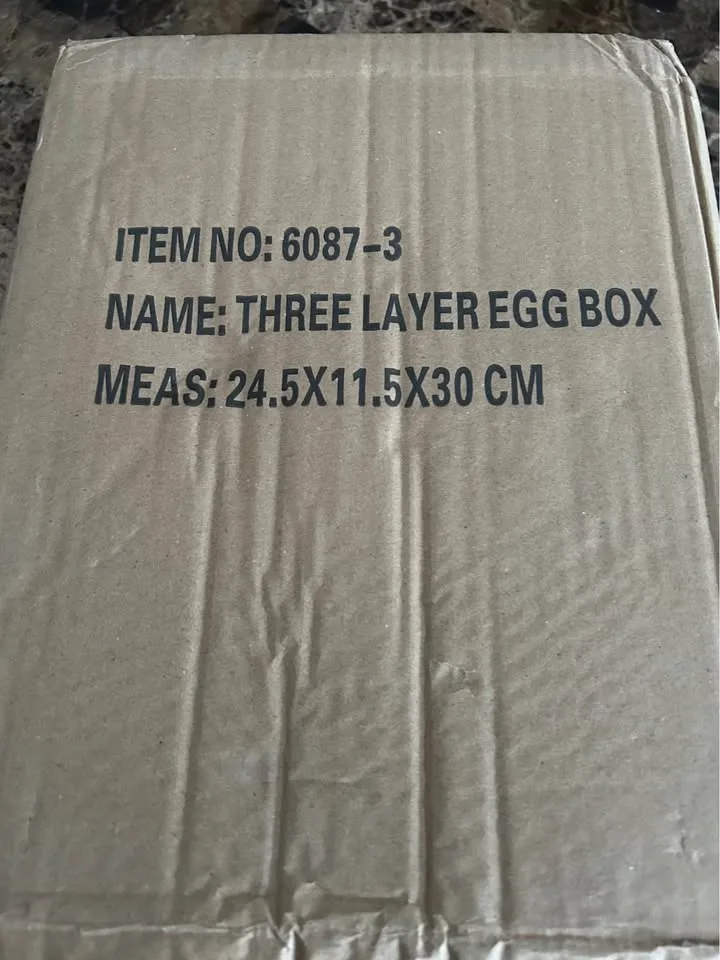 ITEM NO: 6087-3
NAME: THREE LAYER EGG BOX
MEAS: 24.5X11.5X30 CM